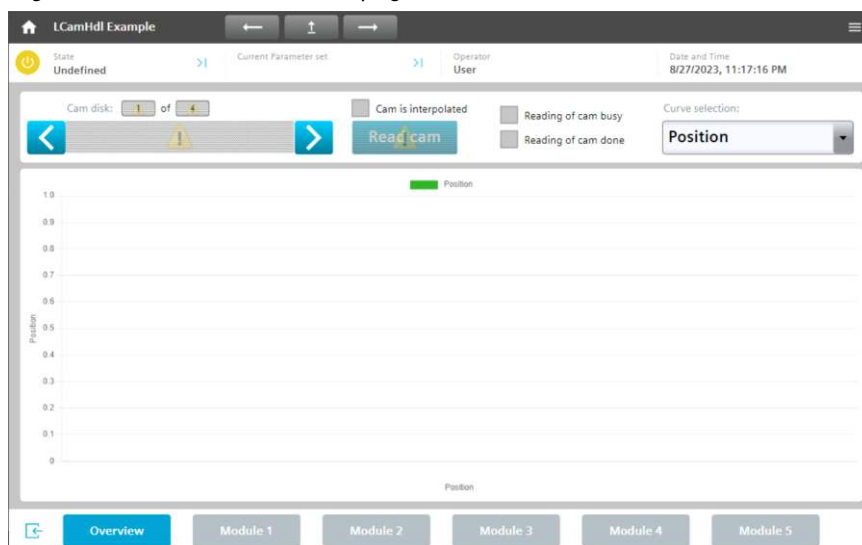 LCamHdl Example
State
Undefined
Current Parameter set
Operator
User
Date and Time
8/27/2023, 11:17:16 PM
Cam disk: 1 of 4
Cam is interpolated
Read cam
Reading of cam busy
Reading of cam done
Curve selection:
Position
Position
1.0
0.9
0.8
0.7
0.6
0.5
0.4
0.3
0.2
0.1
0
Position
Position
Overview
Module 1
Module 2
Module 3
Module 4
Module 5